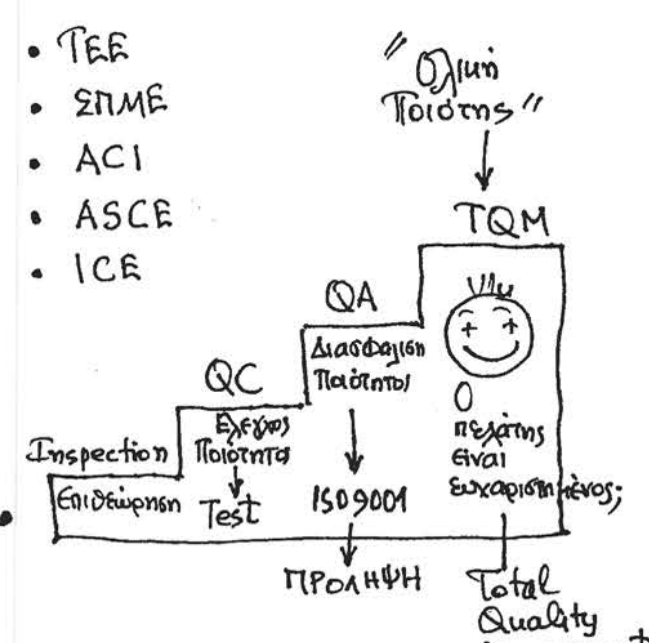 • ΤΕΕ
• ΣΠΜΕ
• ACI
• ASCE
• ICE
"Ολική
Ποιότης"
TQM
QA
Διασφάλιση
Ποιότητος
QC
Έλεγχος
Ποιότητα
Inspection
Επιθεώρηση
Test
ISO9001
ΠΡΟΛΗΨΗ
Ο
πελάτης
είναι
ευχαριστημένος;
Total
Quality